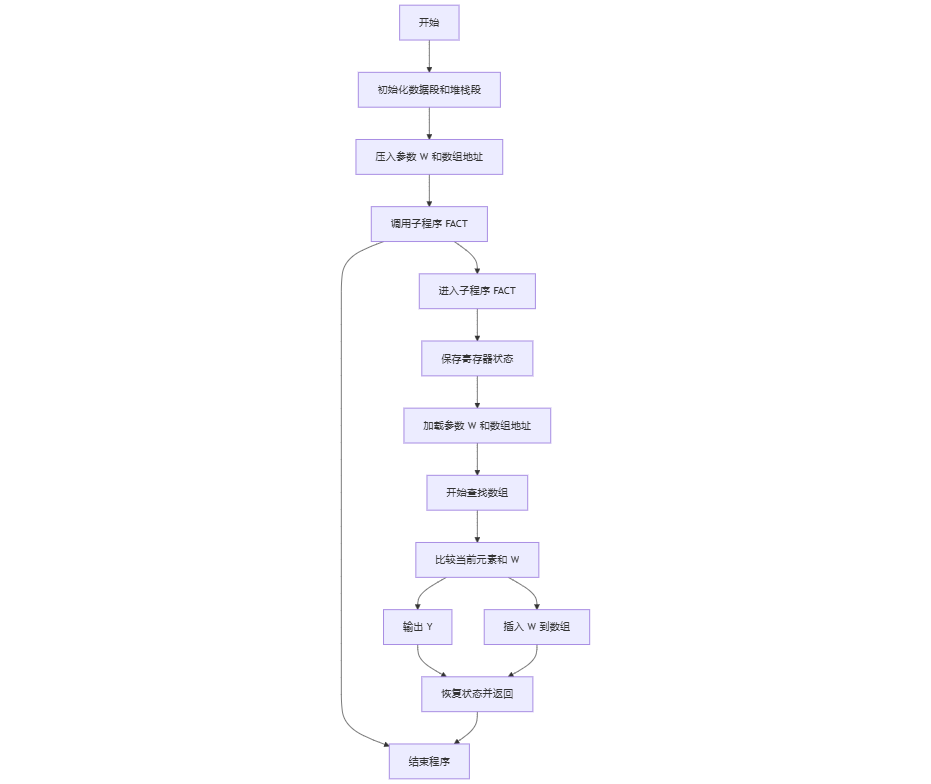 开始
初始化数据段和堆栈段
压入参数 W 和数组地址
调用子程序 FACT
进入子程序 FACT
保存寄存器状态
加载参数 W 和数组地址
开始查找数组
比较当前元素和 W
输出 Y
插入 W 到数组
恢复状态并返回
结束程序